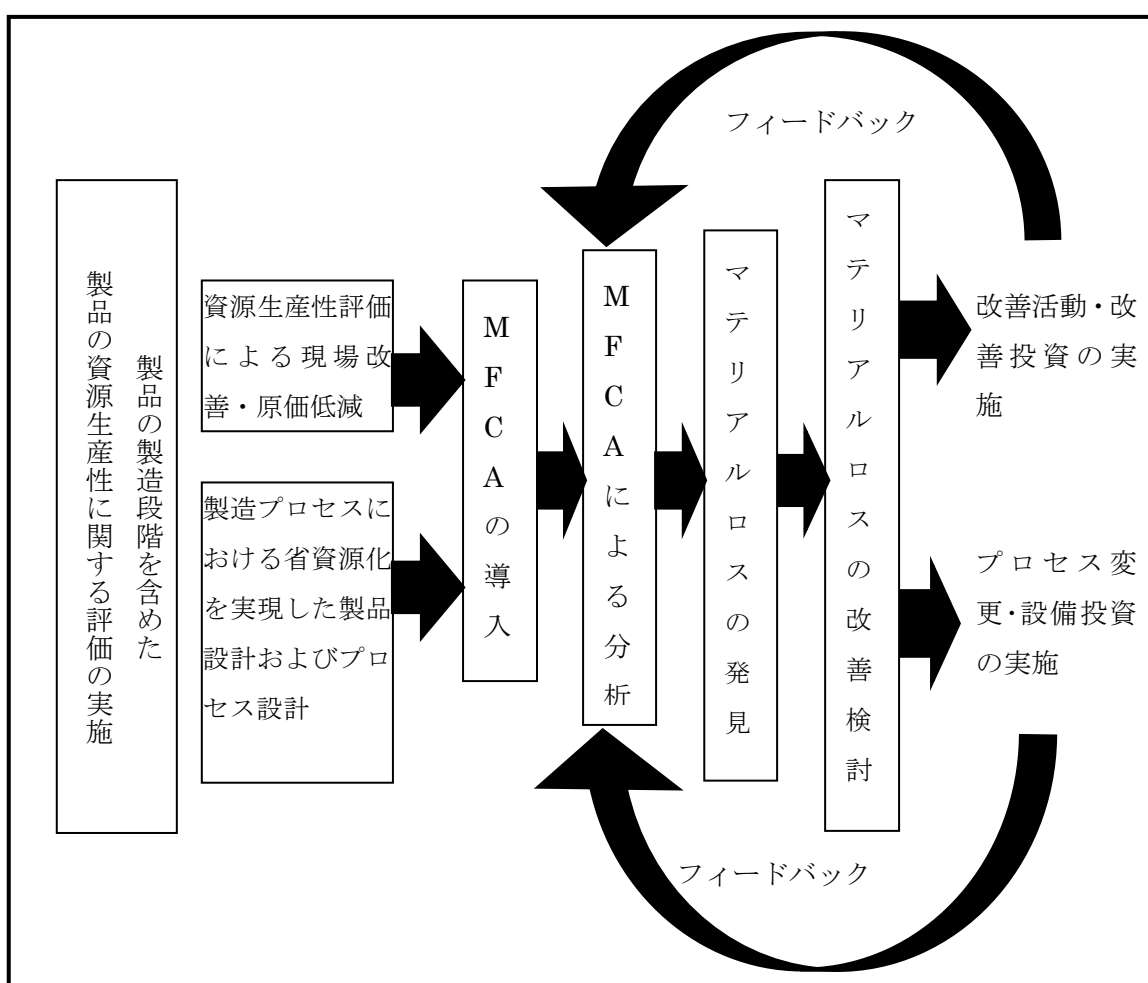 フィードバック
製品の製造段階を含めた
製品の資源生産性に関する評価の実施
資源生産性評価
による現場改
善・原価低減
製造プロセスに
おける省資源化
を実現した製品
設計およびプロ
セス設計
MFCAの導入
MFCAによる分析
マテリアルロスの発見
マテリアルロスの改善検討
改善活動・改
善投資の実
施
プロセス変
更・設備投資
の実施
フィードバック